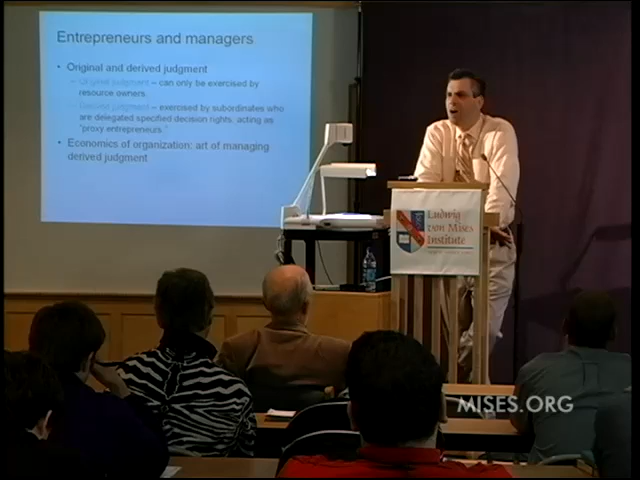 Entrepreneurs and managers
• Original and derived judgment
– Original judgment – can only be exercised by
resource owners.
– Derived judgment – exercised by subordinates who
are delegated specified decision rights, acting as
"proxy entrepreneurs."
• Economics of organization: art of managing
derived judgment
Ludwig
von Mises
Institute
MISES.ORG